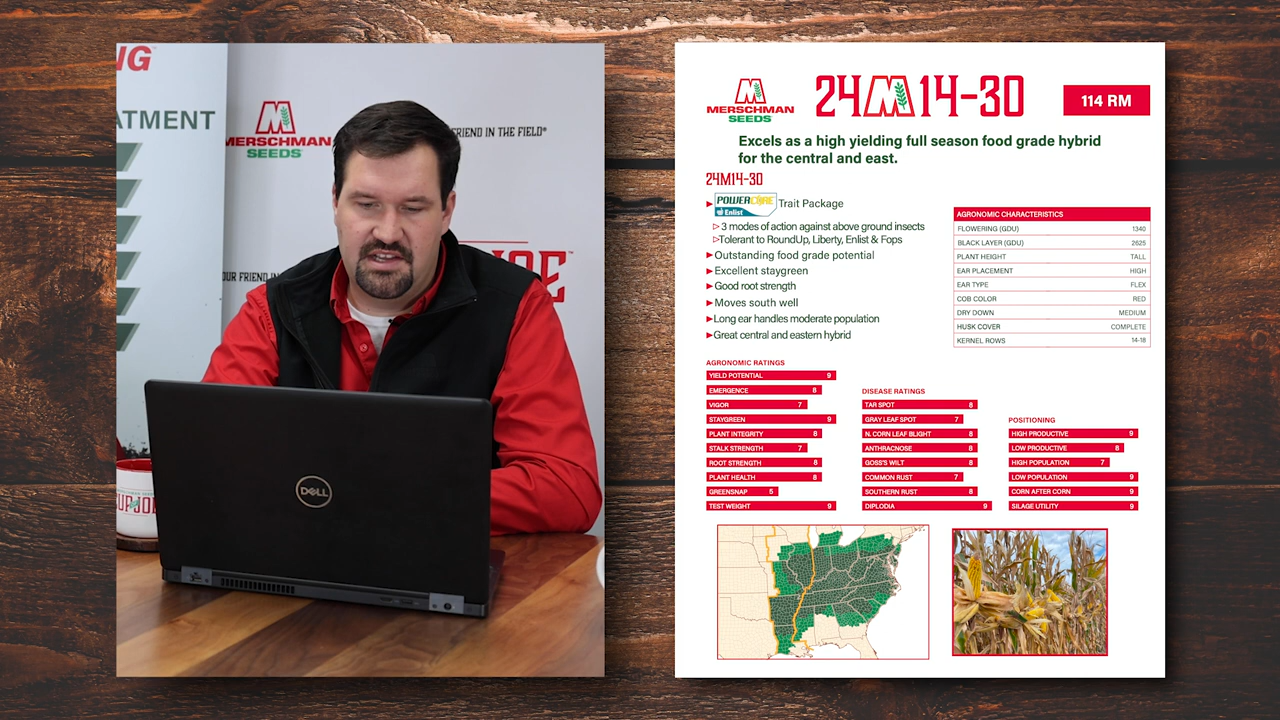 NG
ATMENT
MERSCHMAN
SEEDS
FRIEND IN THE FIELD®
OUR FRIEND IN
DELL
MERSCHMAN
SEEDS
24M14-30
114 RM
Excels as a high yielding full season food grade hybrid
for the central and east.
24M14-30
POWERCORE Enlist Trait Package
3 modes of action against above ground insects
Tolerant to RoundUp, Liberty, Enlist & Fops
Outstanding food grade potential
Excellent staygreen
Good root strength
Moves south well
Long ear handles moderate population
Great central and eastern hybrid
AGRONOMIC CHARACTERISTICS
FLOWERING (GDU) 1340
BLACK LAYER (GDU) 2625
PLANT HEIGHT TALL
EAR PLACEMENT HIGH
EAR TYPE FLEX
COB COLOR RED
DRY DOWN MEDIUM
HUSK COVER COMPLETE
KERNEL ROWS 14-18
AGRONOMIC RATINGS
YIELD POTENTIAL 9
EMERGENCE 8
VIGOR 7
STAYGREEN 9
PLANT INTEGRITY 8
STALK STRENGTH 7
ROOT STRENGTH 8
PLANT HEALTH 8
GREENSNAP 5
TEST WEIGHT 9
DISEASE RATINGS
TAR SPOT 8
GRAY LEAF SPOT 7
N. CORN LEAF BLIGHT 8
ANTHRACNOSE 8
GOSS'S WILT 8
COMMON RUST 7
SOUTHERN RUST 8
DIPLODIA 9
POSITIONING
HIGH PRODUCTIVE 9
LOW PRODUCTIVE 8
HIGH POPULATION 7
LOW POPULATION 9
CORN AFTER CORN 9
SILAGE UTILITY 9